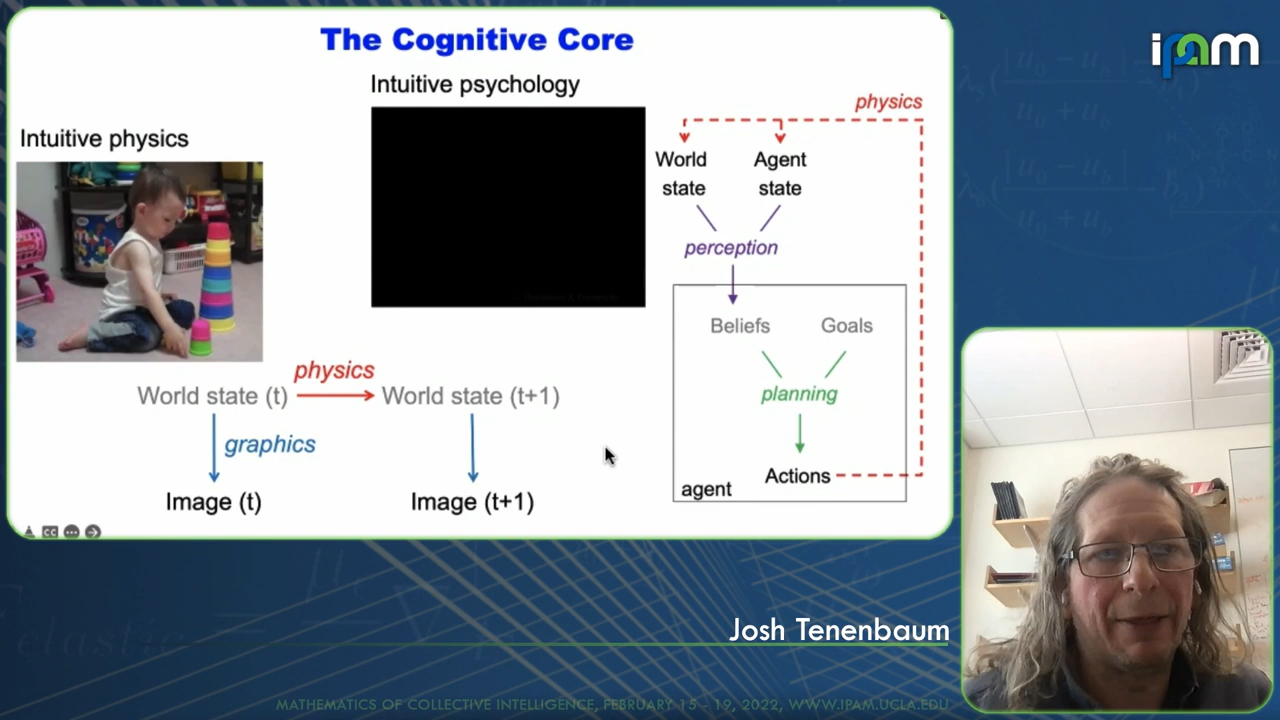 The Cognitive Core
ipam
Intuitive psychology
Intuitive physics
physics
World state
Agent state
perception
Beliefs
Goals
planning
Actions
agent
World state (t)
physics
World state (t+1)
graphics
Image (t)
Image (t+1)
CC
Josh Tenenbaum
MATHEMATICS OF COLLECTIVE INTELLIGENCE, FEBRUARY 15 - 19, 2022, WWW.IPAM.UCLA.EDU
elastic